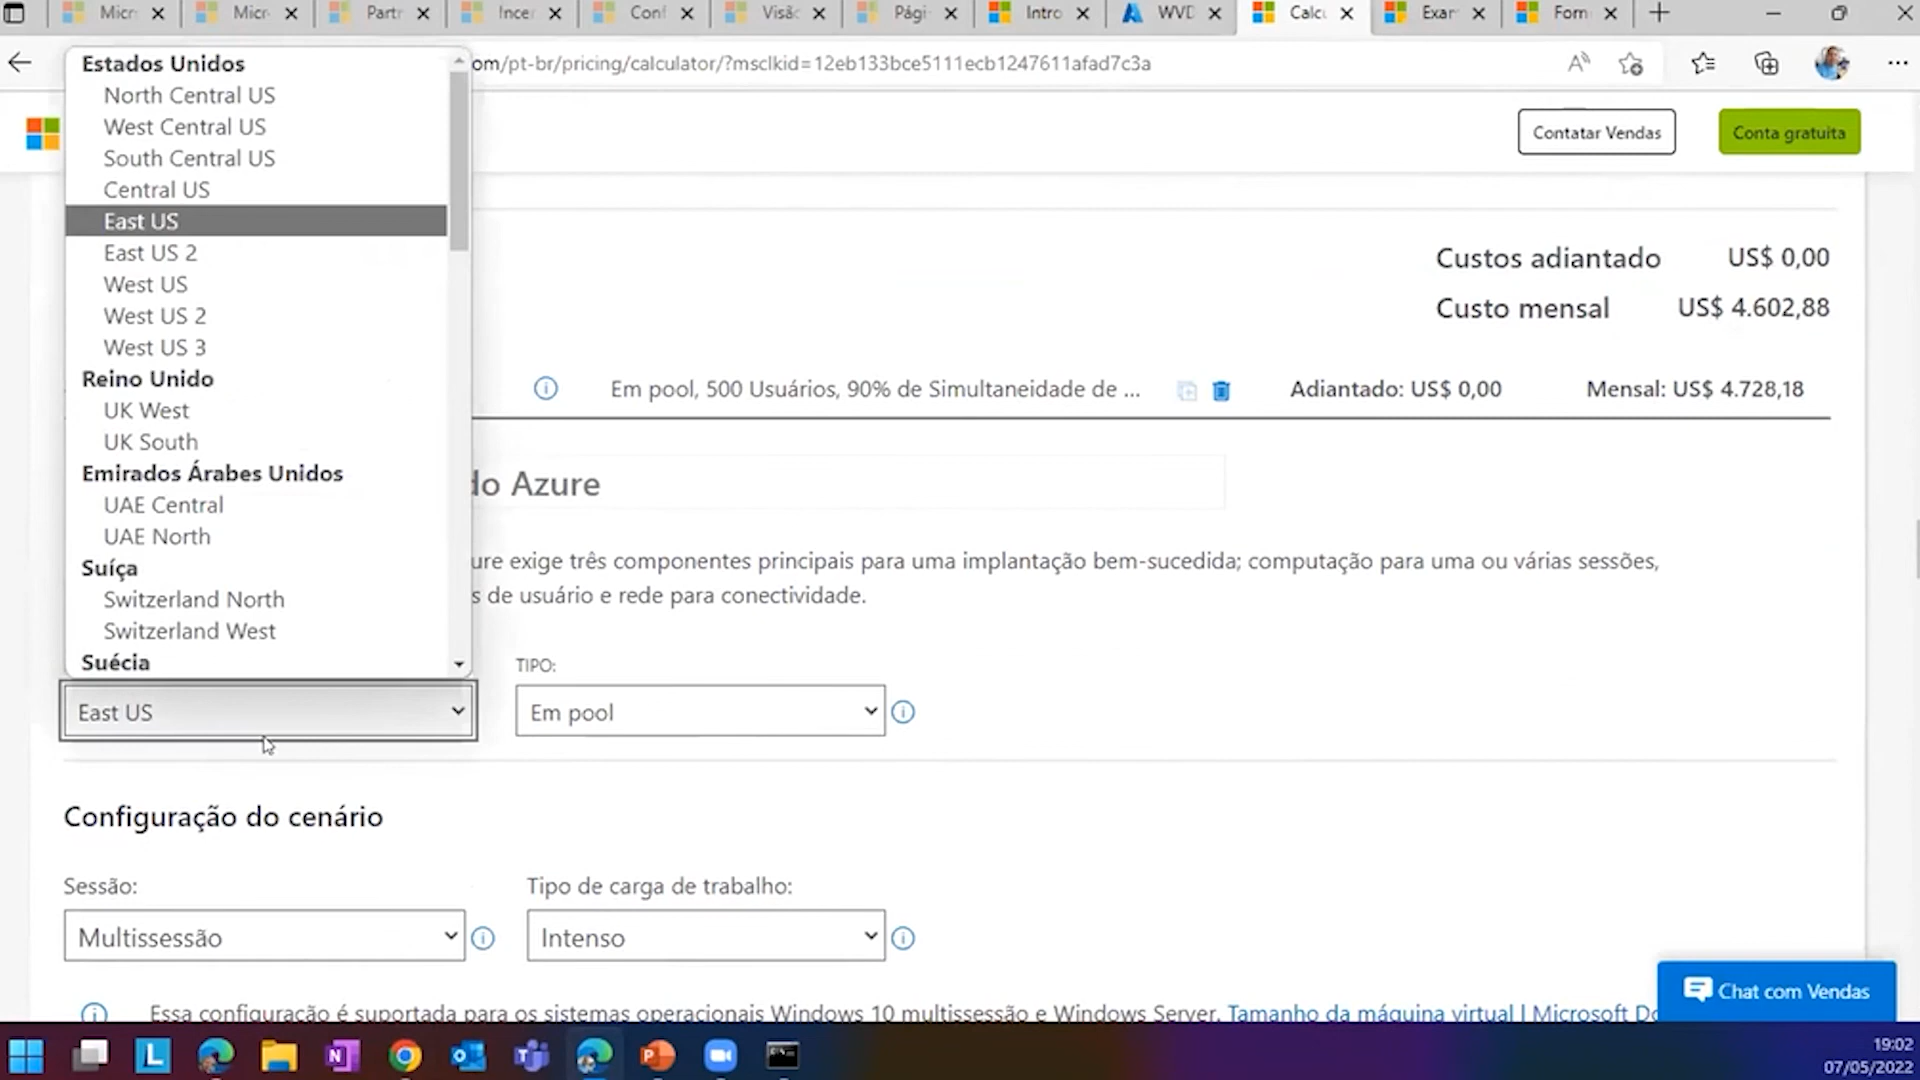 Micr
Micr
Partr
Incer
Conf
Visão
Pági
Intro
WVD
Calcu
Exar
Form
om/pt-br/pricing/calculator/?msclkid=12eb133bce5111ecb1247611afad7c3a
Estados Unidos
North Central US
West Central US
South Central US
Central US
East US
East US 2
West US
West US 2
West US 3
Reino Unido
UK West
UK South
Emirados Árabes Unidos
UAE Central
UAE North
Suíça
Switzerland North
Switzerland West
Suécia
Contatar Vendas
Conta gratuita
Custos adiantado US$ 0,00
Custo mensal US$ 4.602,88
Em pool, 500 Usuários, 90% de Simultaneidade de ... Adiantado: US$ 0,00 Mensal: US$ 4.728,18
do Azure
ure exige três componentes principais para uma implantação bem-sucedida; computação para uma ou várias sessões,
s de usuário e rede para conectividade.
TIPO:
East US
Em pool
Configuração do cenário
Sessão:
Tipo de carga de trabalho:
Multissessão
Intenso
Essa configuração é suportada para os sistemas operacionais Windows 10 multissessão e Windows Server. Tamanho da máquina virtual | Microsoft Do
Chat com Vendas
19:02
07/05/2022